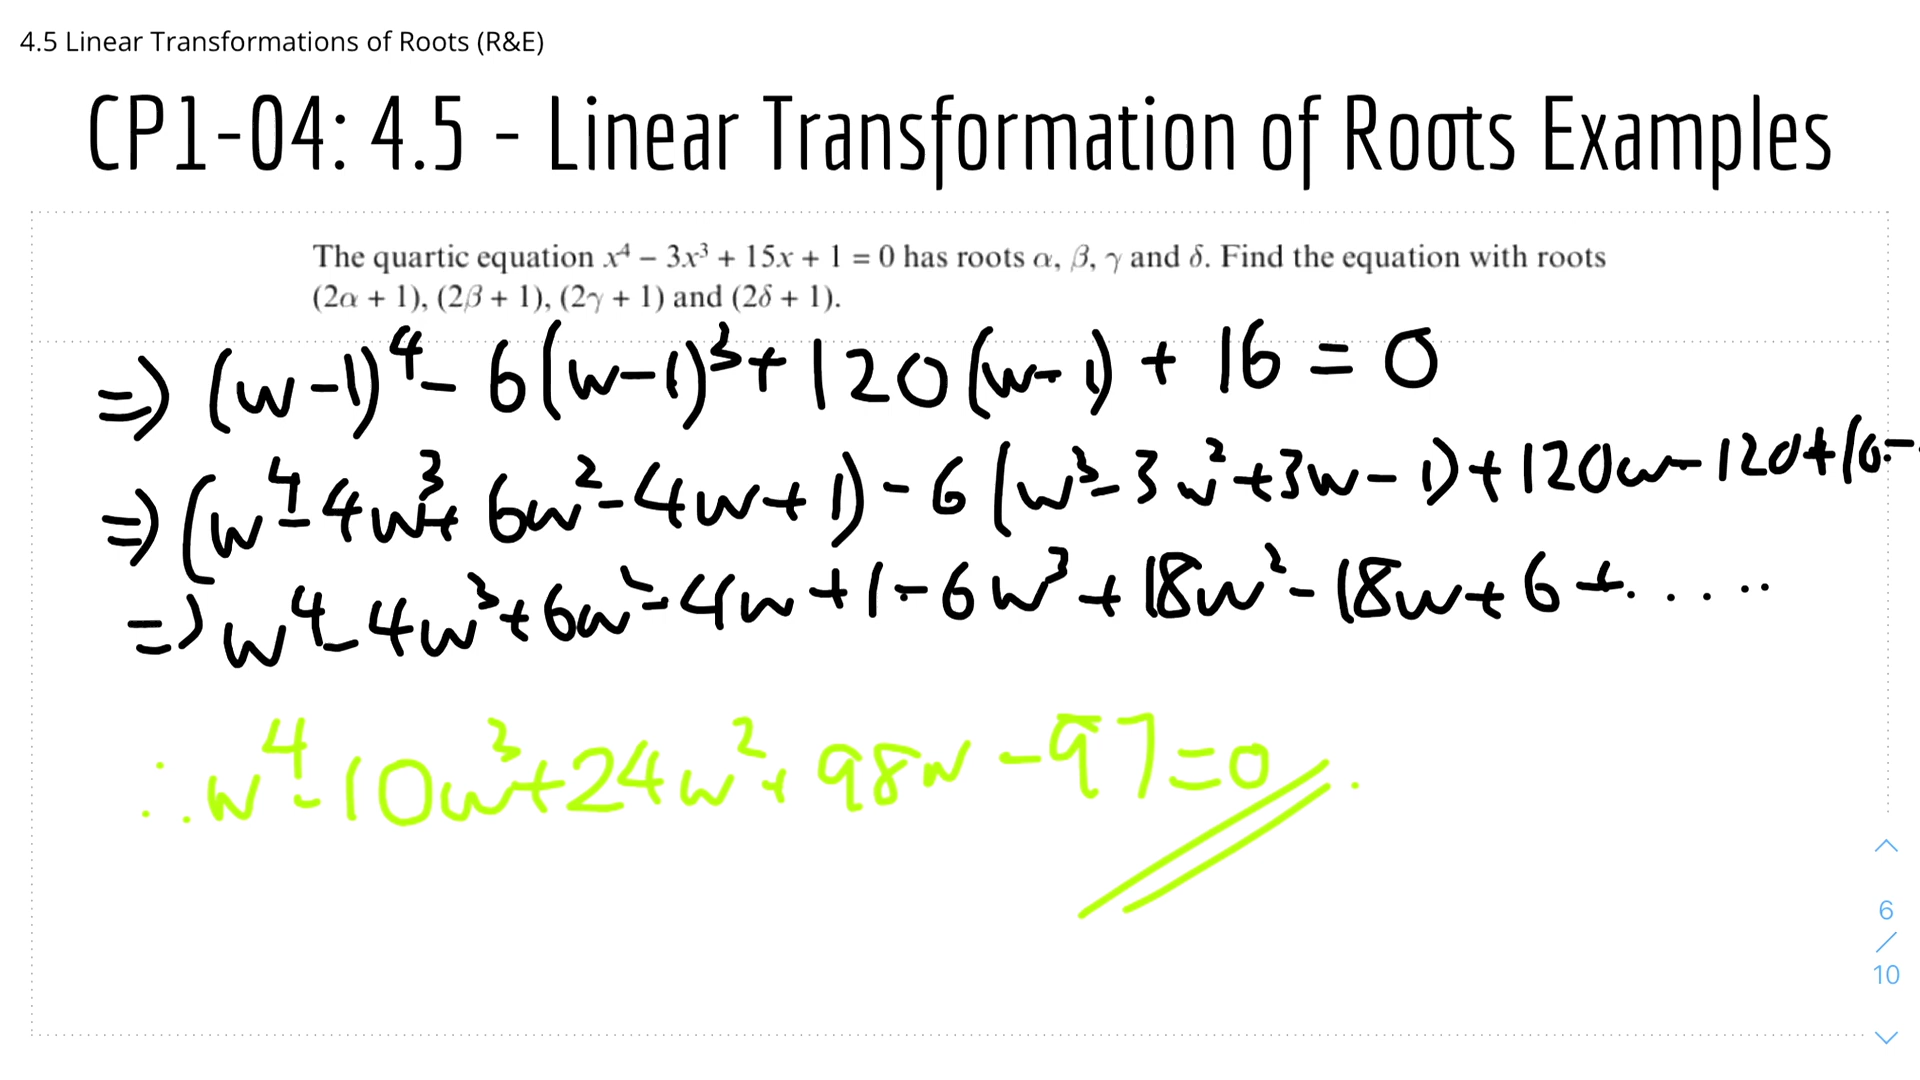 4.5 Linear Transformations of Roots (R&E)
CP1-04: 4.5 - Linear Transformation of Roots Examples
The quartic equation x⁴ – 3x³ + 15x + 1 = 0 has roots α, β, γ and δ. Find the equation with roots
(2α + 1), (2β + 1), (2γ + 1) and (2δ + 1).
⇒ (w-1)⁴ - 6(w-1)³ + 120(w-1) + 16 = 0
⇒ (w⁴ - 4w³ + 6w² - 4w + 1) - 6(w³ - 3w² + 3w - 1) + 120w - 120 + 16 =
⇒ w⁴ - 4w³ + 6w² - 4w + 1 - 6w³ + 18w² - 18w + 6 + .....
∴ w⁴ - 10w³ + 24w² + 98w - 97 = 0.
6
/
10